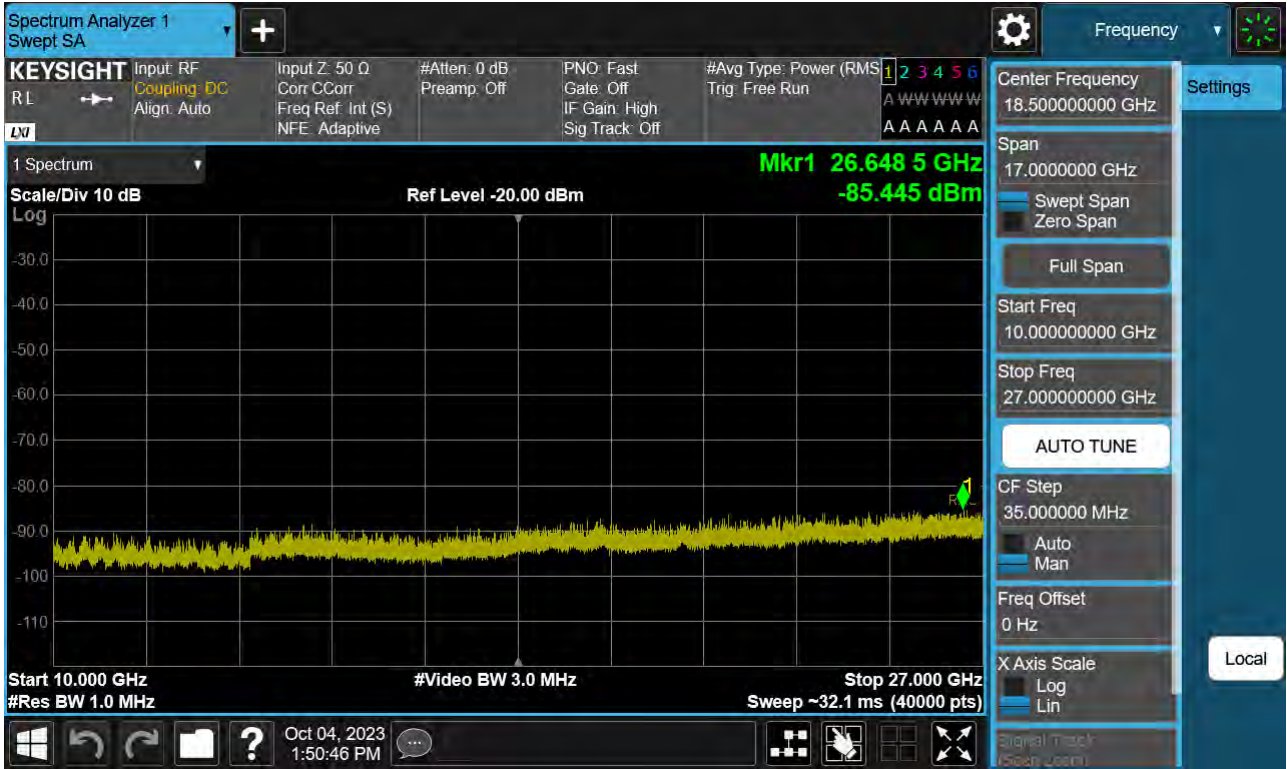 Spectrum Analyzer 1
Swept SA
+
Frequency
KEYSIGHT
R L
LXI
Input: RF
Coupling: DC
Align: Auto
Input Z: 50 Ω
Corr CCorr
Freq Ref: Int (S)
NFE: Adaptive
#Atten: 0 dB
Preamp: Off
PNO: Fast
Gate: Off
IF Gain: High
Sig Track: Off
#Avg Type: Power (RMS
Trig: Free Run
1 2 3 4 5 6
A W W W W W
A A A A A A
1 Spectrum
Scale/Div 10 dB
Ref Level -20.00 dBm
Mkr1 26.648 5 GHz
-85.445 dBm
Log
-30.0
-40.0
-50.0
-60.0
-70.0
-80.0
-90.0
-100
-110
1
Start 10.000 GHz
#Video BW 3.0 MHz
Stop 27.000 GHz
#Res BW 1.0 MHz
Sweep ~32.1 ms (40000 pts)
Center Frequency
18.500000000 GHz
Settings
Span
17.0000000 GHz
Swept Span
Zero Span
Full Span
Start Freq
10.000000000 GHz
Stop Freq
27.000000000 GHz
AUTO TUNE
CF Step
35.000000 MHz
Auto
Man
Freq Offset
0 Hz
X Axis Scale
Log
Lin
Signal Track
(Span Zoom)
Local
?
Oct 04, 2023
1:50:46 PM